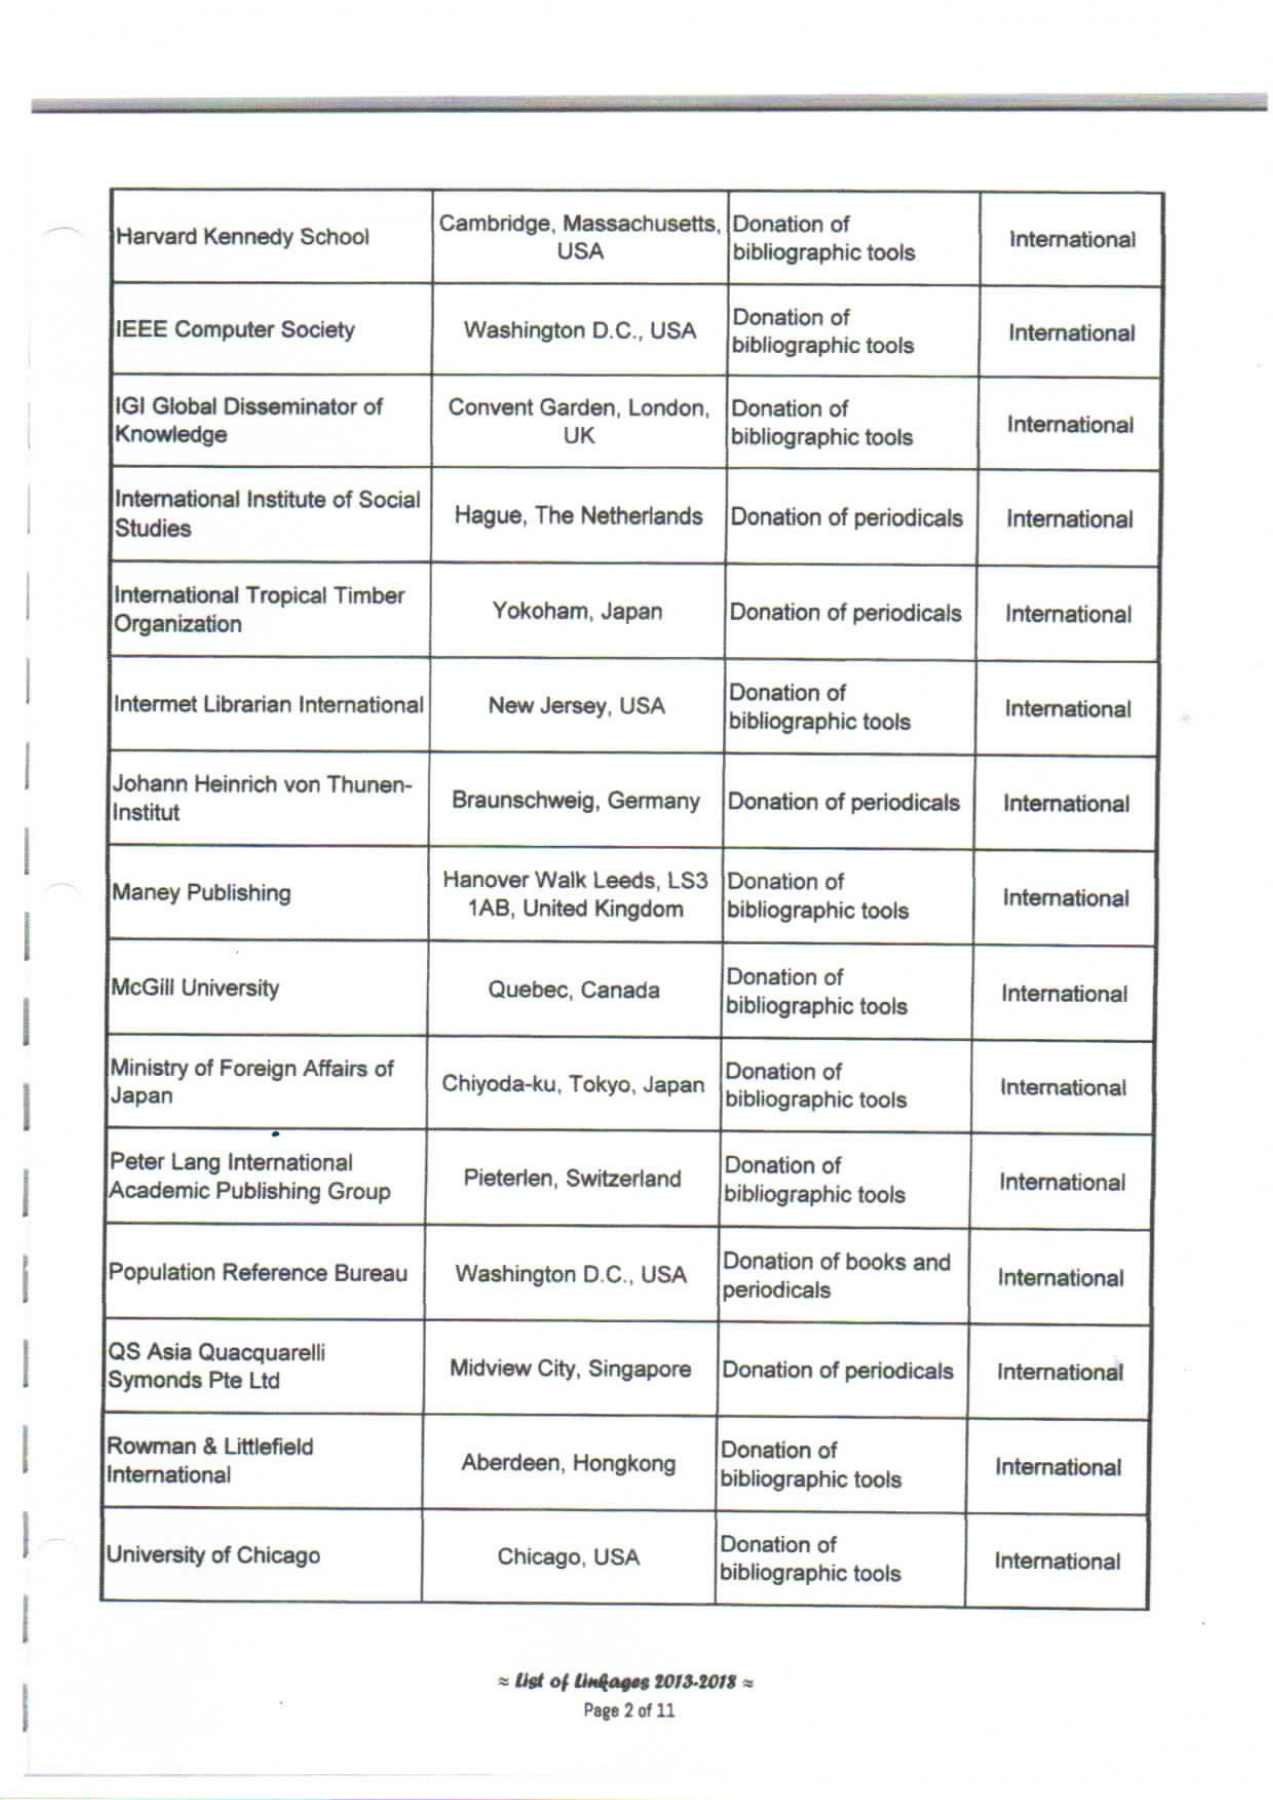 Harvard Kennedy School
Cambridge, Massachusetts,
USA
Donation of
bibliographic tools
International
IEEE Computer Society
Washington D.C., USA
Donation of
bibliographic tools
International
IGI Global Disseminator of
Knowledge
Convent Garden, London,
UK
Donation of
bibliographic tools
International
International Institute of Social
Studies
Hague, The Netherlands
Donation of periodicals
International
International Tropical Timber
Organization
Yokoham, Japan
Donation of periodicals
International
Intermet Librarian International
New Jersey, USA
Donation of
bibliographic tools
International
Johann Heinrich von Thunen-
Institut
Braunschweig, Germany
Donation of periodicals
International
Maney Publishing
Hanover Walk Leeds, LS3
1AB, United Kingdom
Donation of
bibliographic tools
International
McGill University
Quebec, Canada
Donation of
bibliographic tools
International
Ministry of Foreign Affairs of
Japan
Chiyoda-ku, Tokyo, Japan
Donation of
bibliographic tools
International
Peter Lang International
Academic Publishing Group
Pieterlen, Switzerland
Donation of
bibliographic tools
International
Population Reference Bureau
Washington D.C., USA
Donation of books and
periodicals
International
QS Asia Quacquarelli
Symonds Pte Ltd
Midview City, Singapore
Donation of periodicals
International
Rowman & Littlefield
International
Aberdeen, Hongkong
Donation of
bibliographic tools
International
University of Chicago
Chicago, USA
Donation of
bibliographic tools
International
≈ List of Linkages 2013-2018 ≈
Page 2 of 11